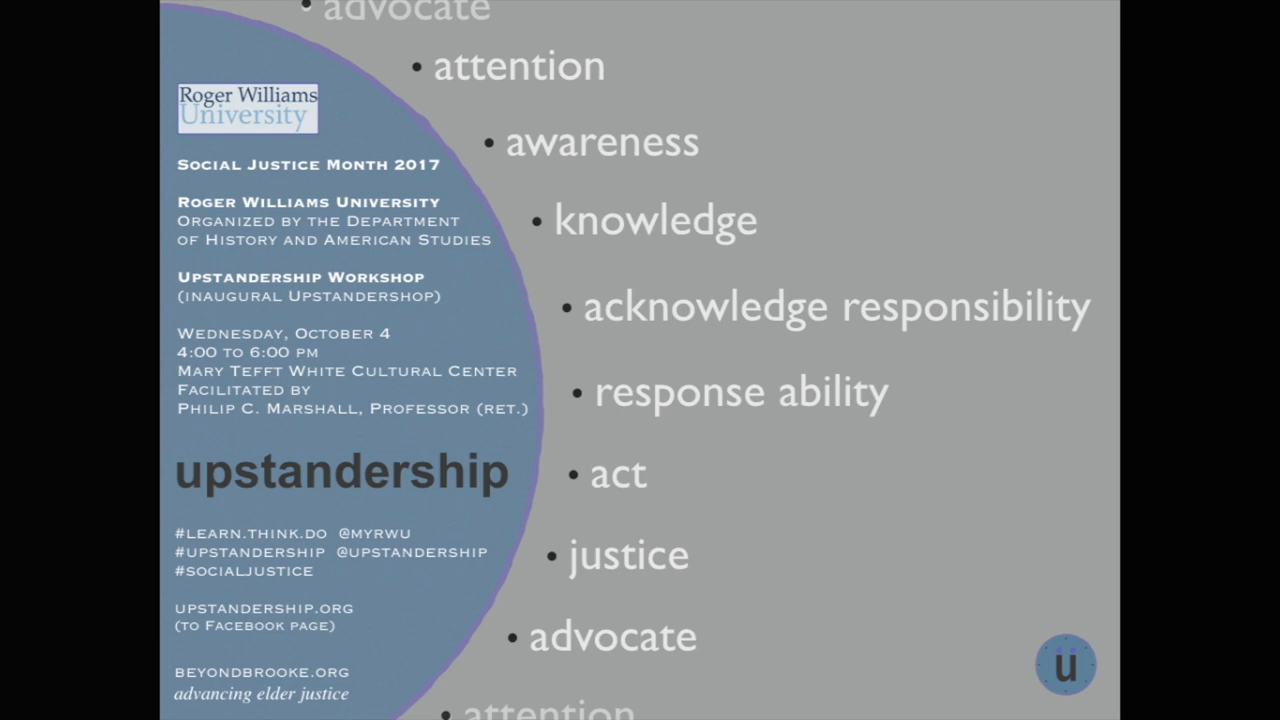 Roger Williams
University
Social Justice Month 2017
Roger Williams University
Organized by the Department
of History and American Studies
Upstandership Workshop
(inaugural Upstandershop)
Wednesday, October 4
4:00 to 6:00 pm
Mary Tefft White Cultural Center
Facilitated by
Philip C. Marshall, Professor (ret.)
upstandership
#learn.think.do @myrwu
#upstandership @upstandership
#socialjustice
upstandership.org
(to Facebook page)
beyondbrooke.org
advancing elder justice
• advocate
• attention
• awareness
• knowledge
• acknowledge responsibility
• response ability
• act
• justice
• advocate
• attention
ü